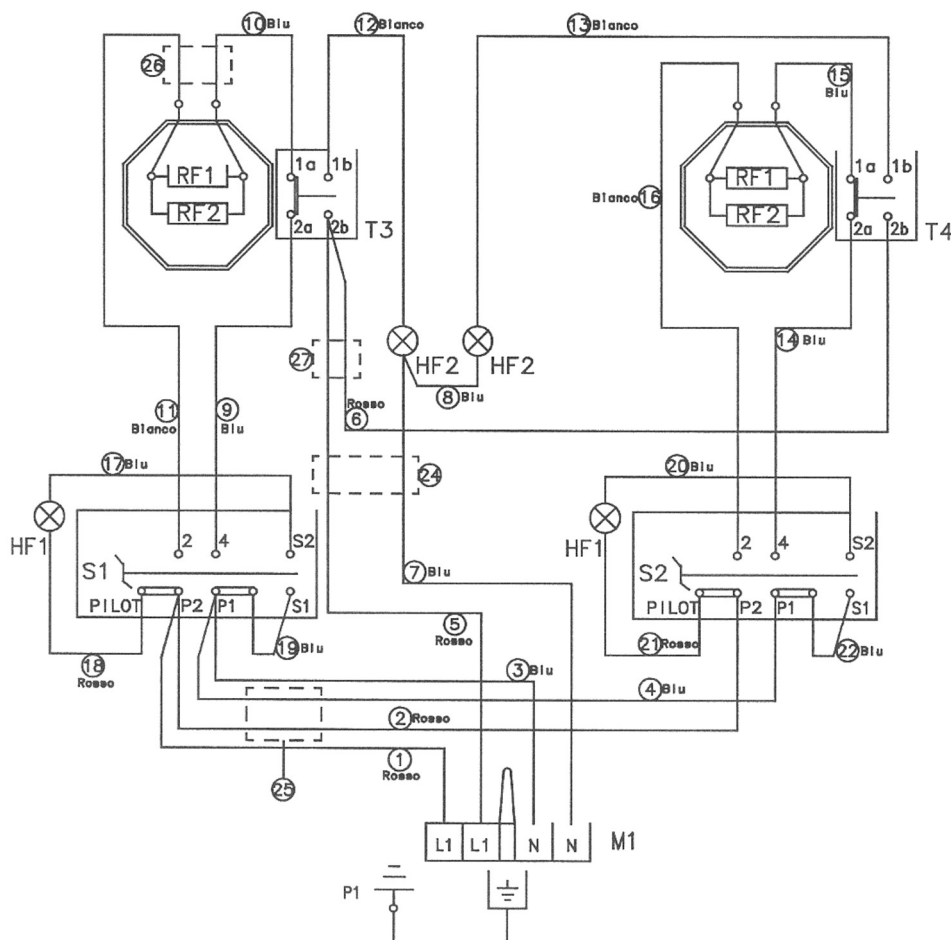 10 Blu
12 Bianco
13 Bianco
26
15 Blu
RF1
RF2
1a 1b
2a 2b
T3
Bianco 16
RF1
RF2
1a 1b
2a 2b
T4
27
HF2
HF2
14 Blu
8 Blu
Rosso
6
11
Bianco
9
Blu
17 Blu
24
20 Blu
HF1
2 4 S2
S1
PILOT P2 P1 S1
7 Blu
HF1
2 4 S2
S2
PILOT P2 P1 S1
18
Rosso
19 Blu
5
Rosso
21 Rosso
22 Blu
3 Blu
4 Blu
2 Rosso
1
Rosso
25
L1 L1 N N M1
P1